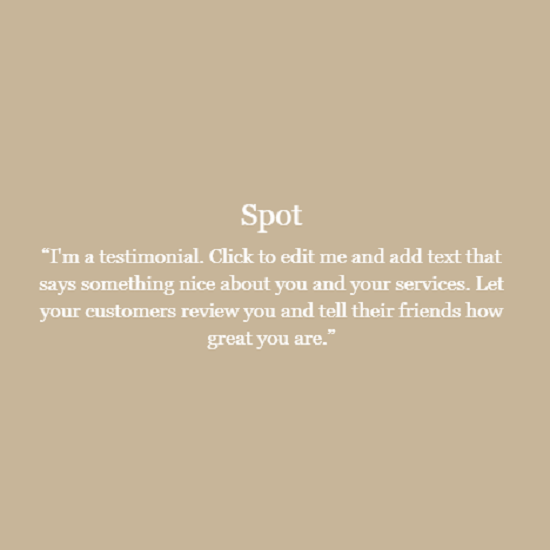 Spot
“I'm a testimonial. Click to edit me and add text that
says something nice about you and your services. Let
your customers review you and tell their friends how
great you are.”